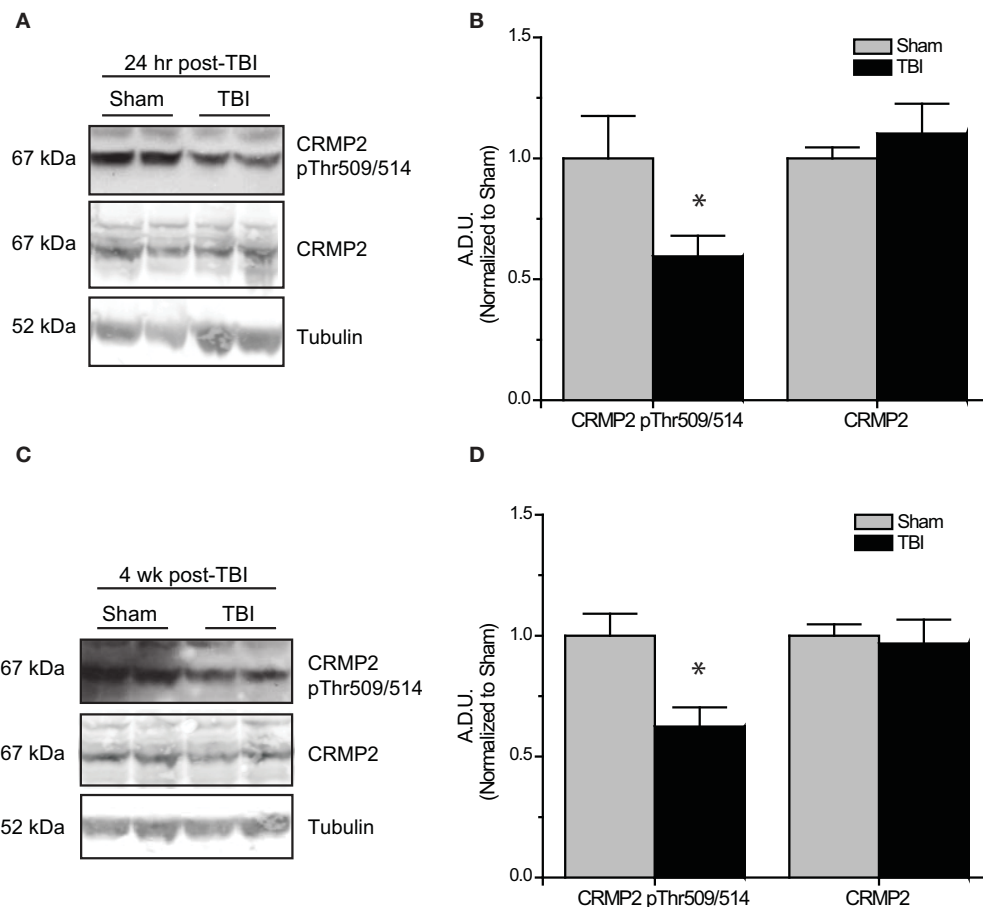 A
24 hr post-TBI
Sham TBI
67 kDa
CRMP2
pThr509/514
67 kDa
CRMP2
52 kDa
Tubulin
B
1.5
Sham
TBI
1.0
*
A.D.U.
(Normalized to Sham)
0.5
0.0
CRMP2 pThr509/514 CRMP2
C
4 wk post-TBI
Sham TBI
67 kDa
CRMP2
pThr509/514
67 kDa
CRMP2
52 kDa
Tubulin
D
1.5
Sham
TBI
1.0
*
A.D.U.
(Normalized to Sham)
0.5
0.0
CRMP2 pThr509/514 CRMP2